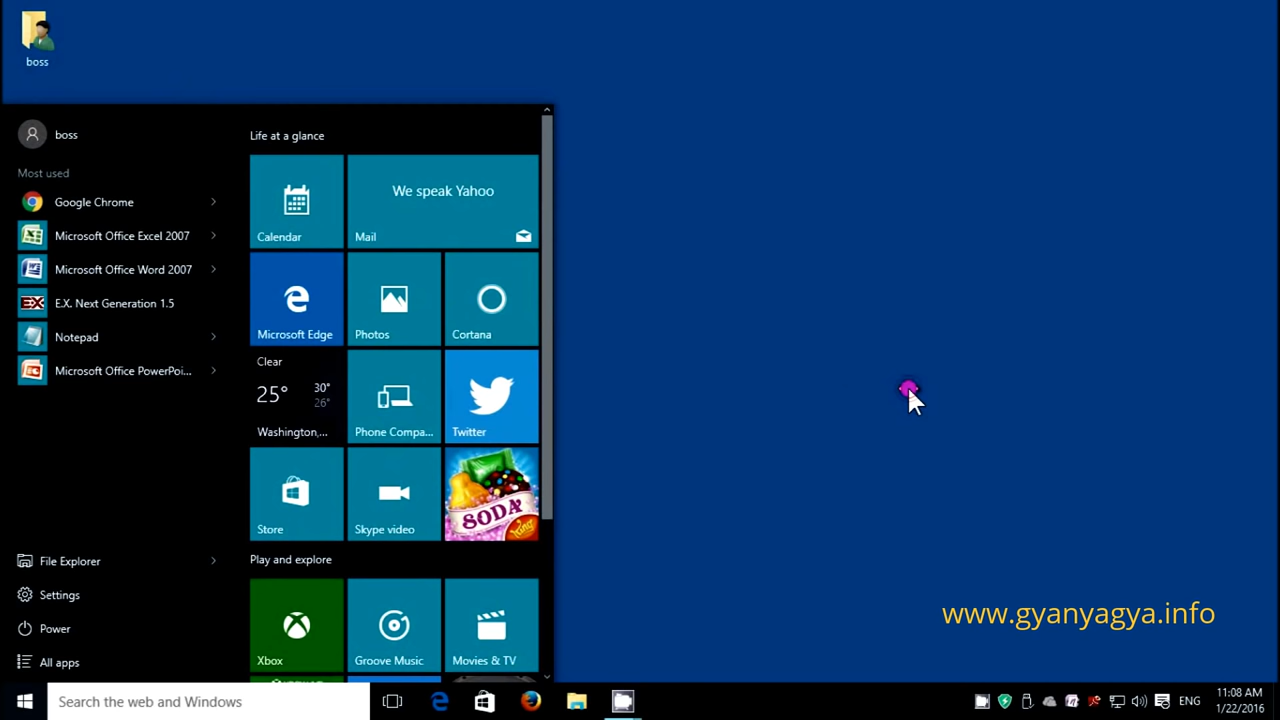 boss
boss
Most used
Google Chrome
Microsoft Office Excel 2007
Microsoft Office Word 2007
E.X. Next Generation 1.5
Notepad
Microsoft Office PowerPoi...
File Explorer
Settings
Power
All apps
Life at a glance
Calendar
We speak Yahoo
Mail
Microsoft Edge
Photos
Cortana
Clear
25° 30°
26°
Washington,...
Phone Compa...
Twitter
Store
Skype video
SODA
King
Play and explore
Xbox
Groove Music
Movies & TV
www.gyanyagya.info
Search the web and Windows
ENG
11:08 AM
1/22/2016